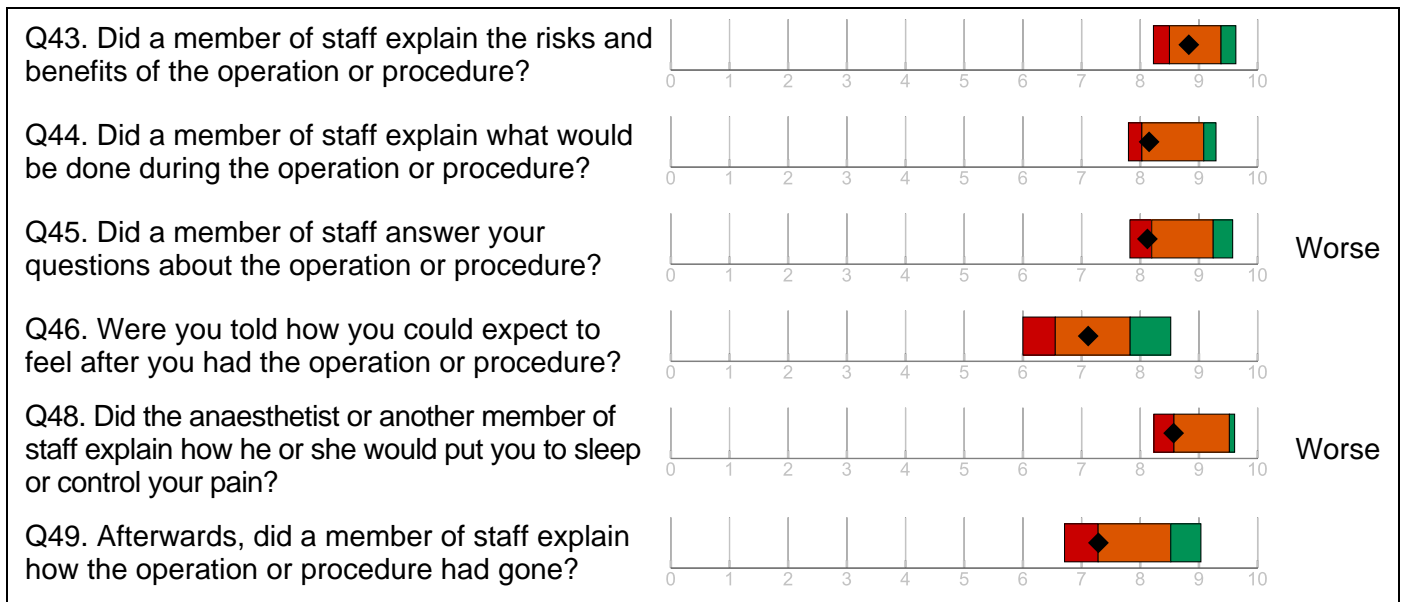 Q43. Did a member of staff explain the risks and
benefits of the operation or procedure?
0 1 2 3 4 5 6 7 8 9 10
Q44. Did a member of staff explain what would
be done during the operation or procedure?
0 1 2 3 4 5 6 7 8 9 10
Q45. Did a member of staff answer your
questions about the operation or procedure?
Worse
0 1 2 3 4 5 6 7 8 9 10
Q46. Were you told how you could expect to
feel after you had the operation or procedure?
0 1 2 3 4 5 6 7 8 9 10
Q48. Did the anaesthetist or another member of
staff explain how he or she would put you to sleep
or control your pain?
Worse
0 1 2 3 4 5 6 7 8 9 10
Q49. Afterwards, did a member of staff explain
how the operation or procedure had gone?
0 1 2 3 4 5 6 7 8 9 10